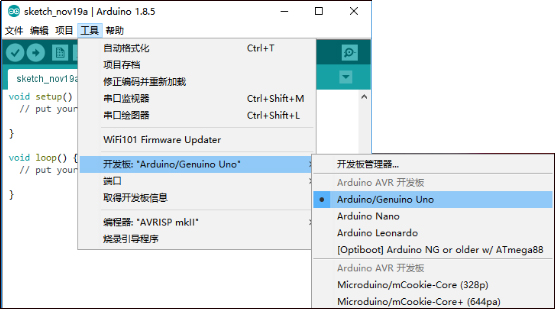 sketch_nov19a | Arduino 1.8.5
文件 编辑 项目 工具 帮助
自动格式化 Ctrl+T
项目存档
修正编码并重新加载
串口监视器 Ctrl+Shift+M
串口绘图器 Ctrl+Shift+L
WiFi101 Firmware Updater
开发板: "Arduino/Genuino Uno"
端口
取得开发板信息
编程器: "AVRISP mkII"
烧录引导程序
sketch_nov19a
void setup()
// put your
}
void loop() {
// put your
}
开发板管理器...
Arduino AVR 开发板
Arduino/Genuino Uno
Arduino Nano
Arduino Leonardo
[Optiboot] Arduino NG or older w/ ATmega88
Arduino AVR 开发板
Microduino/mCookie-Core (328p)
Microduino/mCookie-Core+ (644pa)